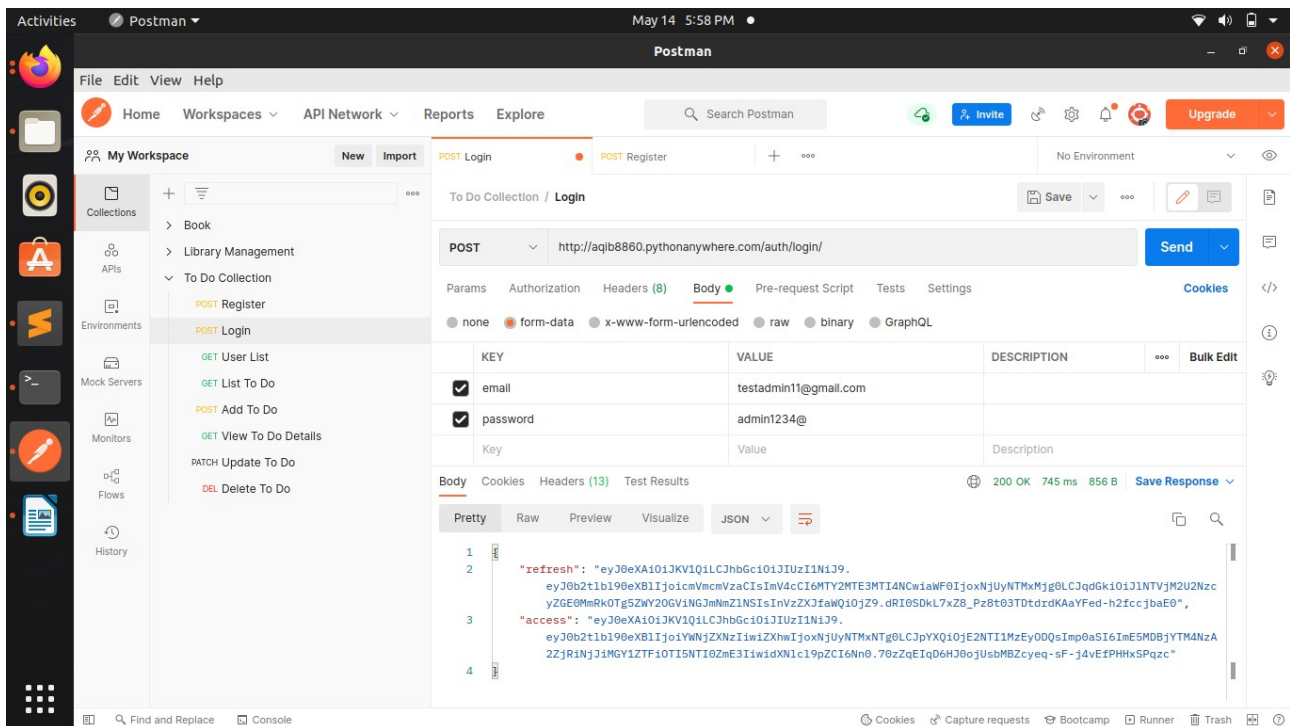 Activities Postman May 14 5:58 PM
Postman
File Edit View Help
Home Workspaces API Network Reports Explore Search Postman Invite Upgrade
My Workspace New Import POST Login POST Register No Environment
Collections
APIs
Environments
Mock Servers
Monitors
Flows
History
Book
Library Management
To Do Collection
POST Register
POST Login
GET User List
GET List To Do
POST Add To Do
GET View To Do Details
PATCH Update To Do
DEL Delete To Do
To Do Collection / Login Save
POST http://aqib8860.pythonanywhere.com/auth/login/ Send
Params Authorization Headers (8) Body Pre-request Script Tests Settings Cookies
none form-data x-www-form-urlencoded raw binary GraphQL
KEY VALUE DESCRIPTION Bulk Edit
email testadmin11@gmail.com
password admin1234@
Key Value Description
Body Cookies Headers (13) Test Results 200 OK 745 ms 856 B Save Response
Pretty Raw Preview Visualize JSON
1 {
2 "refresh": "eyJ0eXAiOiJKV1QiLCJhbGciOiJIUzI1NiJ9.
3 "access": "eyJ0eXAiOiJKV1QiLCJhbGciOiJIUzI1NiJ9.
4 }
Find and Replace Console Cookies Capture requests Bootcamp Runner Trash